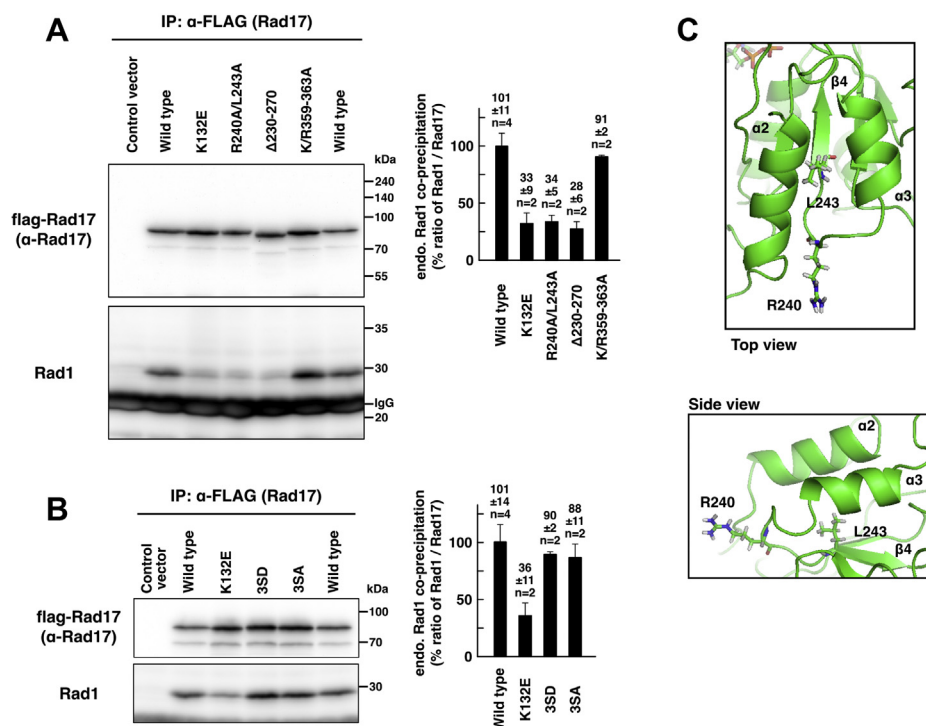 A
IP: α-FLAG (Rad17)
Control vector
Wild type
K132E
R240A/L243A
Δ230-270
K/R359-363A
Wild type
kDa
240
140
100
70
55
flag-Rad17
(α-Rad17)
35
30
IgG
20
Rad1
endo. Rad1 co-precipitation
(% ratio of Rad1 / Rad17)
100
50
0
101
±11
n=4
33
±9
n=2
34
±5
n=2
28
±6
n=2
91
±2
n=2
Wild type
K132E
R240A/L243A
Δ230-270
K/R359-363A
B
IP: α-FLAG (Rad17)
Control
vector
Wild type
K132E
3SD
3SA
Wild type
kDa
100
70
flag-Rad17
(α-Rad17)
30
Rad1
endo. Rad1 co-precipitation
(% ratio of Rad1 / Rad17)
100
50
0
101
±14
n=4
36
±11
n=2
90
±2
n=2
88
±11
n=2
Wild type
K132E
3SD
3SA
C
β4
α2
L243
α3
R240
Top view
Side view
α2
α3
R240
L243
β4